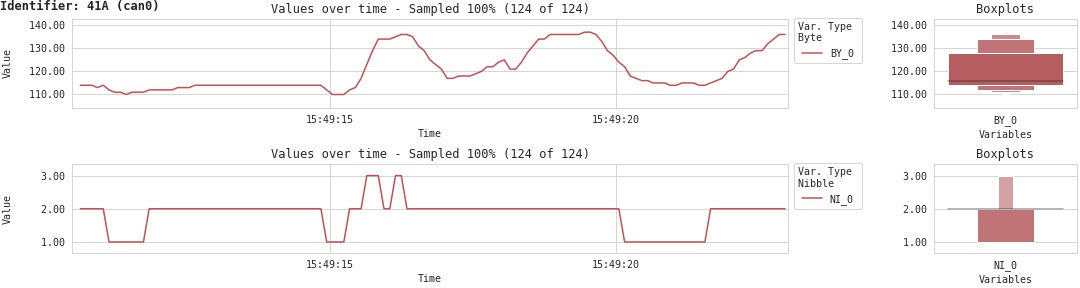 Identifier: 41A (can0)
Values over time - Sampled 100% (124 of 124)
Boxplots
140.00
130.00
120.00
110.00
Value
15:49:15
15:49:20
Time
Var. Type
Byte
BY_0
140.00
130.00
120.00
110.00
BY_0
Variables
Values over time - Sampled 100% (124 of 124)
Boxplots
3.00
2.00
1.00
Value
15:49:15
15:49:20
Time
Var. Type
Nibble
NI_0
3.00
2.00
1.00
NI_0
Variables